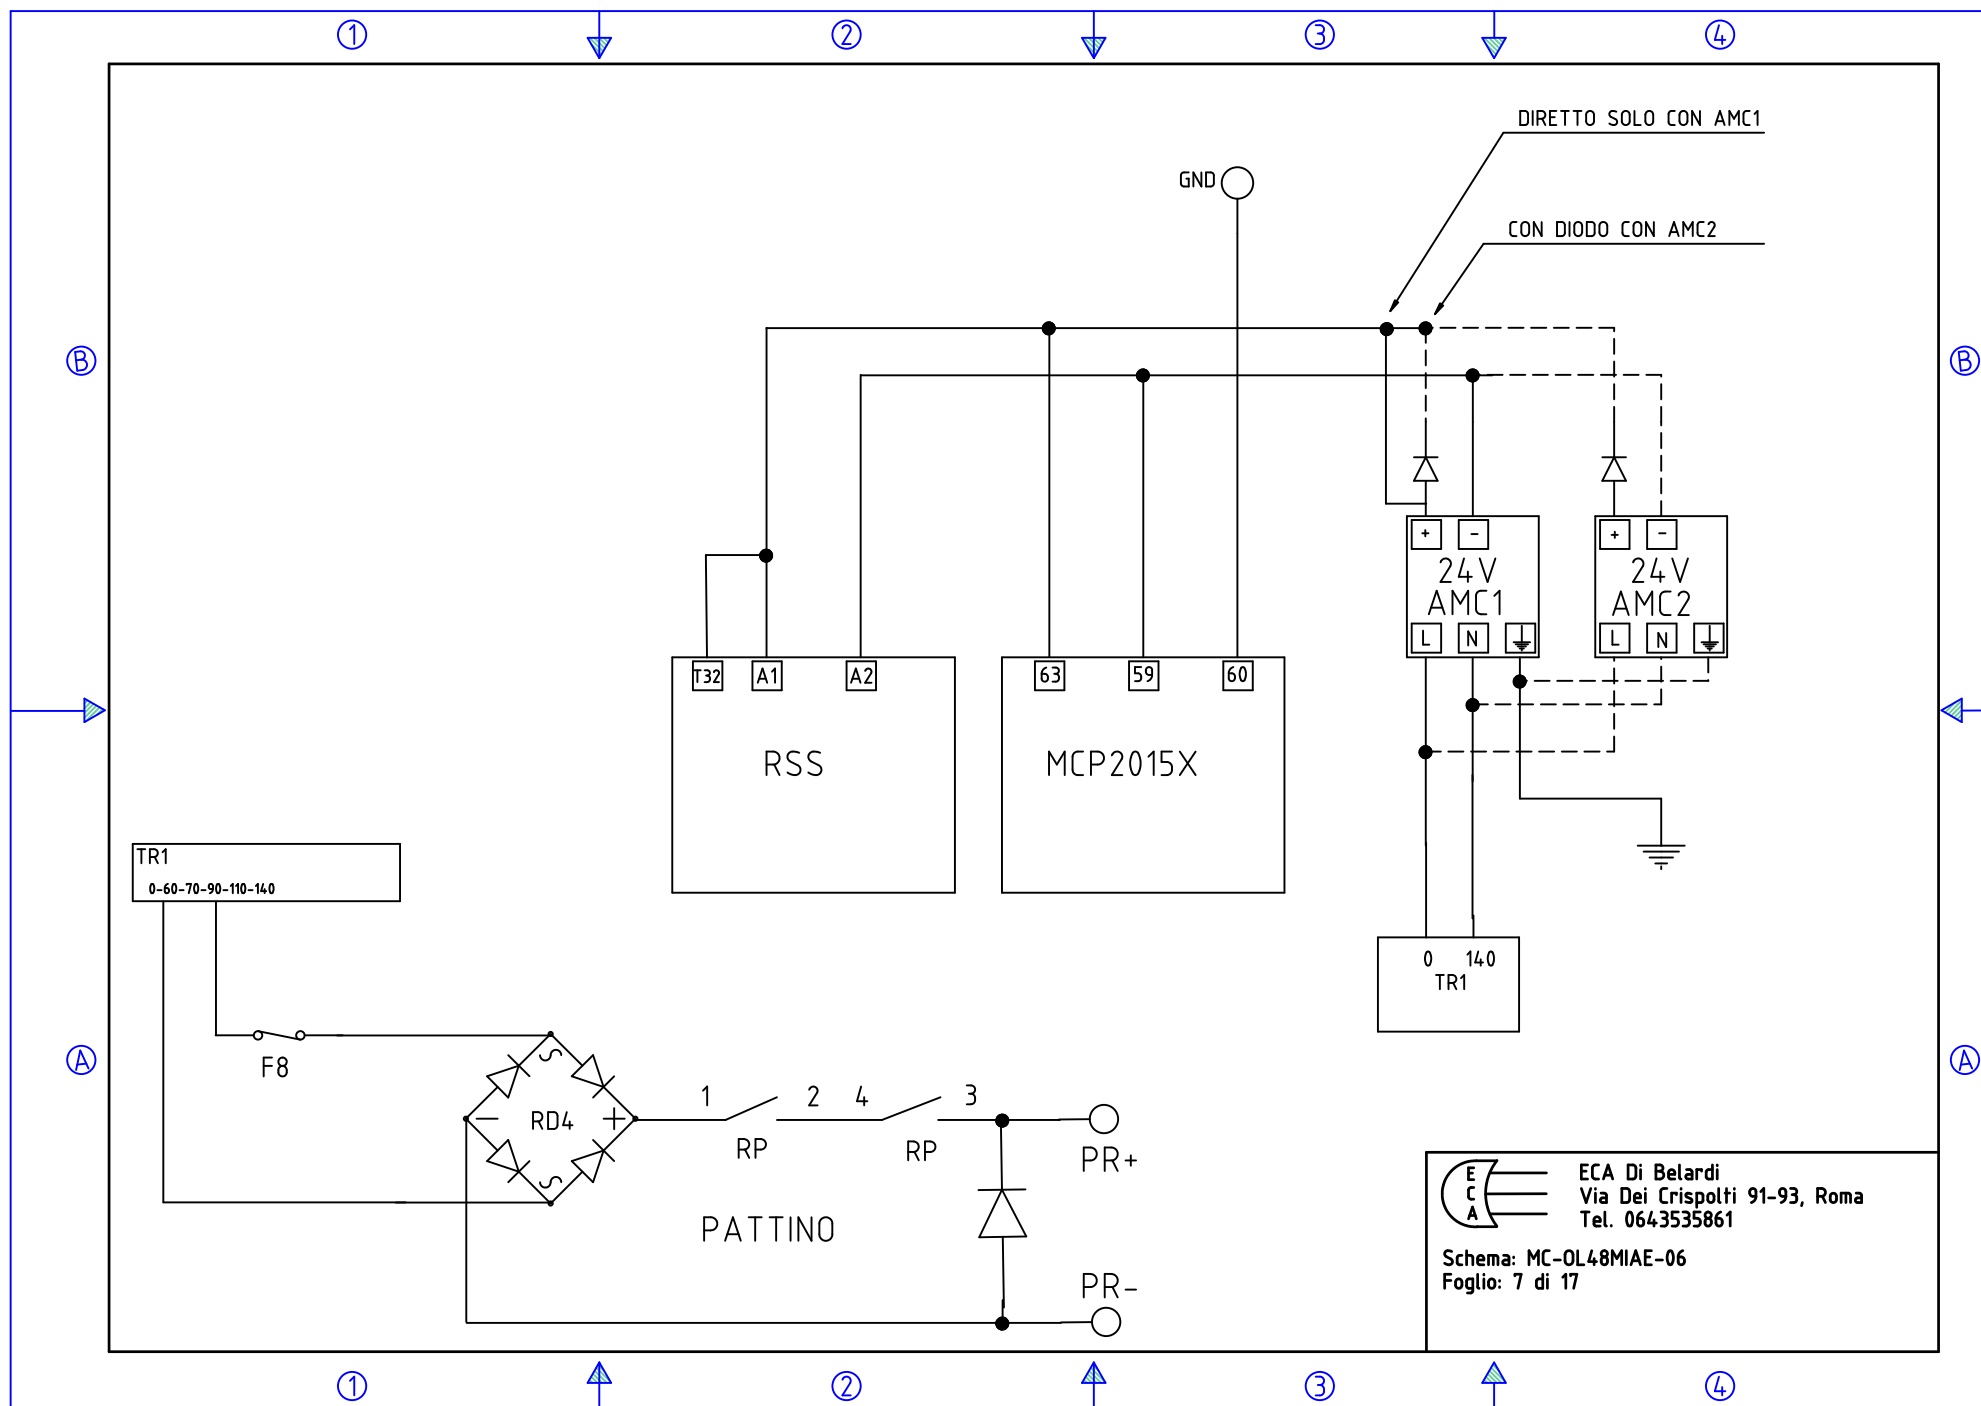 1 2 3 4
DIRETTO SOLO CON AMC1
GND
CON DIODO CON AMC2
B B
+ - + -
24V 24V
AMC1 AMC2
L N L N
T32 A1 A2 63 59 60
RSS MCP2015X
TR1
0-60-70-90-110-140
0 140
TR1
F8
S
A A
1 2 4 3
- RD4 +
RP RP
PR+
S
PATTINO
PR-
E
C
A
ECA Di Belardi
Via Dei Crispolti 91-93, Roma
Tel. 0643535861
Schema: MC-OL48MIAE-06
Foglio: 7 di 17
1 2 3 4